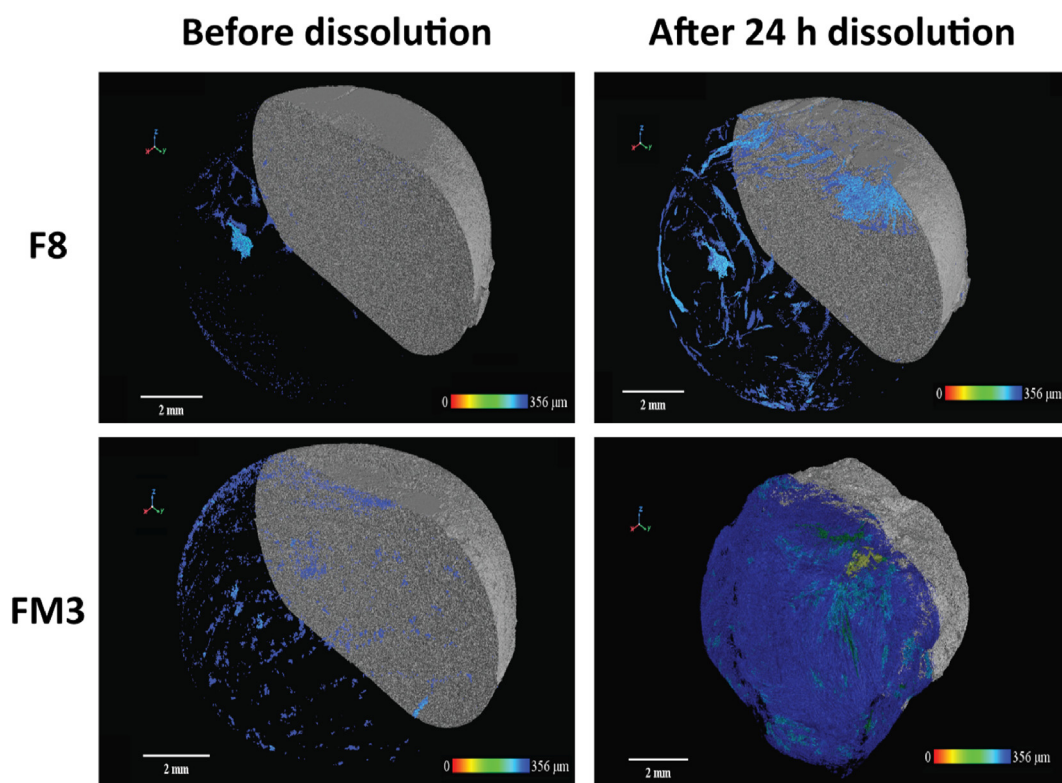 Before dissolution
After 24 h dissolution
F8
z
x
y
2 mm
0
356 µm
z
x
y
2 mm
0
356 µm
FM3
z
x
y
2 mm
0
356 µm
z
x
y
2 mm
0
356 µm